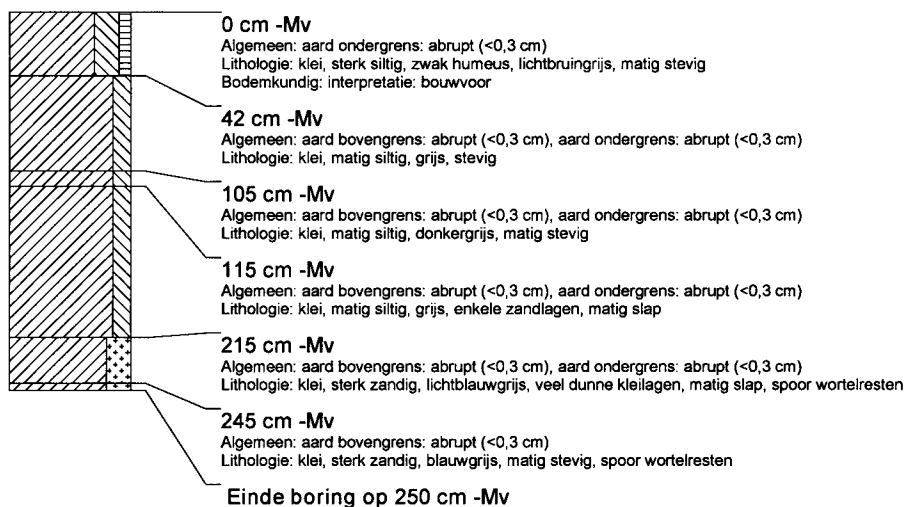 0 cm -Mv
Algemeen: aard ondergrens: abrupt (<0,3 cm)
Lithologie: klei, sterk siltig, zwak humeus, lichtbruingrijs, matig stevig
Bodemkundig: interpretatie: bouwvoor
42 cm -Mv
Algemeen: aard bovengrens: abrupt (<0,3 cm), aard ondergrens: abrupt (<0,3 cm)
Lithologie: klei, matig siltig, grijs, stevig
105 cm -Mv
Algemeen: aard bovengrens: abrupt (<0,3 cm), aard ondergrens: abrupt (<0,3 cm)
Lithologie: klei, matig siltig, donkergrijs, matig stevig
115 cm -Mv
Algemeen: aard bovengrens: abrupt (<0,3 cm), aard ondergrens: abrupt (<0,3 cm)
Lithologie: klei, matig siltig, grijs, enkele zandlagen, matig slap
215 cm -Mv
Algemeen: aard bovengrens: abrupt (<0,3 cm), aard ondergrens: abrupt (<0,3 cm)
Lithologie: klei, sterk zandig, lichtblauwgrijs, veel dunne kleilagen, matig slap, spoor wortelresten
245 cm -Mv
Algemeen: aard bovengrens: abrupt (<0,3 cm)
Lithologie: klei, sterk zandig, blauwgrijs, matig stevig, spoor wortelresten
Einde boring op 250 cm -Mv